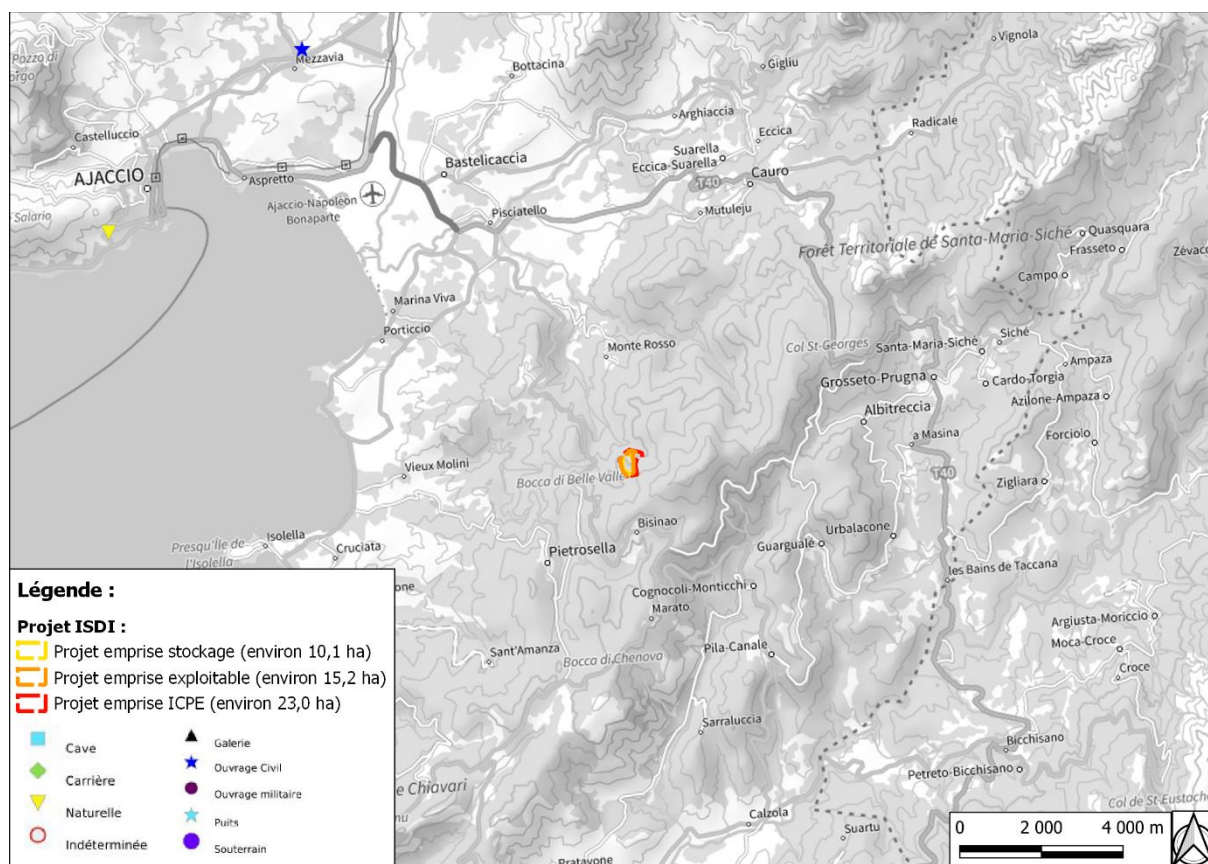 Pozzo di
Mezzavia
Bottacina
Vignola
Gigliu
Castelluccio
Arghiaccia
Radicale
Eccica
Suarella
Eccica-Suarella
Bastelicaccia
AJACCIO
Aspretto
T40
Cauro
Ajaccio-Napoléon
Bonaparte
Pisciatello
Mutuleju
Salario
Forêt Territoriale de Santa-Maria-Siché
Quasquara
Frasseto
Campo
Marina Viva
Porticcio
Monte Rosso
Col St-Georges
Siché
Santa-Maria-Siché
Ampaza
Grosseto-Prugna
Cardo-Torgia
Azilone-Ampaza
Albitreccia
a Masina
Forciolo
Vieux Molini
Bocca di Belle Valle
T40
Zigliara
Isolella
Bisinao
Urbalacone
Presqu'île de
l'Isolella
Cruciata
Pietrosella
Guargualè
les Bains de Taccana
Cognocoli-Monticchi
Marato
Argiusta-Moriccio
Moca-Croce
Sant'Amanza
Bocca di Chenova
Pila-Canale
Croce
Sarraluccia
Bicchisano
Petreto-Bicchisano
e Chiavari
Calzola
Suartu
Col de St-Eustache
Pratavone
Légende :
Projet ISDI :
Projet emprise stockage (environ 10,1 ha)
Projet emprise exploitable (environ 15,2 ha)
Projet emprise ICPE (environ 23,0 ha)
Cave
Carrière
Naturelle
Indéterminée
Galerie
Ouvrage Civil
Ouvrage militaire
Puits
Souterrain
0 2 000 4 000 m